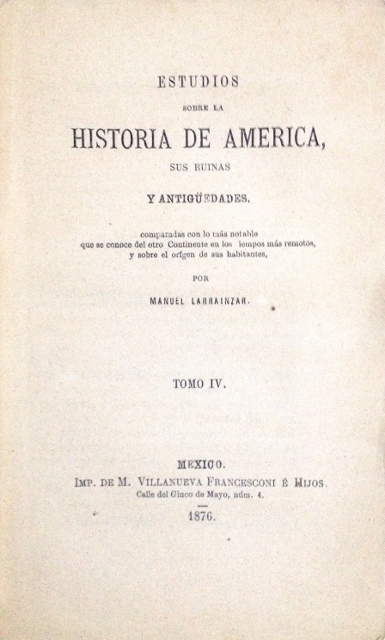 ESTUDIOS
SOBRE LA
HISTORIA DE AMERICA,
SUS RUINAS
Y ANTIGÜEDADES.
comparadas con lo más notable
que se conoce del otro Continente en los iempos más remotos,
y sobre el orígen de sus habitantes,
POR
MANUEL LARRAINZAR.
TOMO IV.
MEXICO.
IMP. DE M. VILLANUEVA FRANCESCONI É HIJOS.
Calle del Cinco de Mayo, núm. 4.
1876.